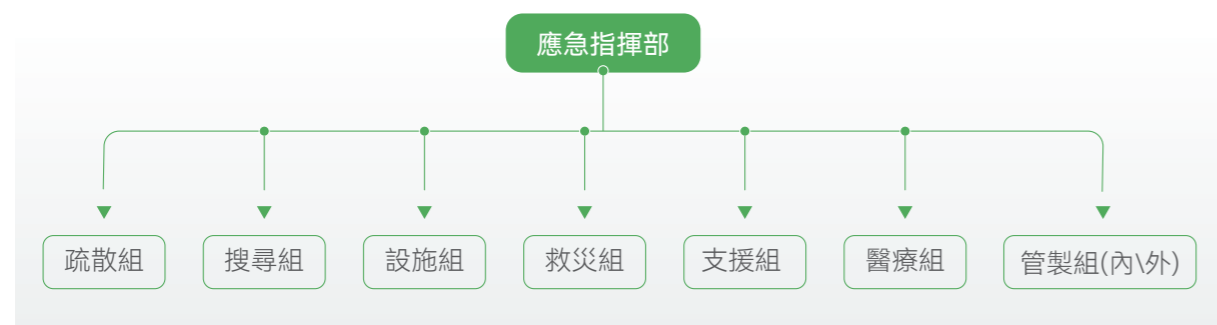 應急指揮部
疏散組
搜尋組
設施組
救災組
支援組
醫療組
管製組(內\外)